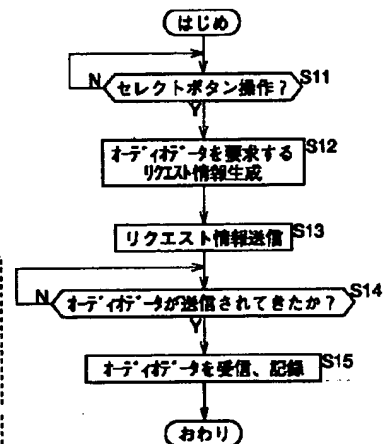 はじめ
セレクトボタン操作? S11
N
Y
オーディオデータを要求する S12
リクエスト情報生成
リクエスト情報送信 S13
オーディオデータが送信されてきたか? S14
N
Y
オーディオデータを受信、記録 S15
おわり